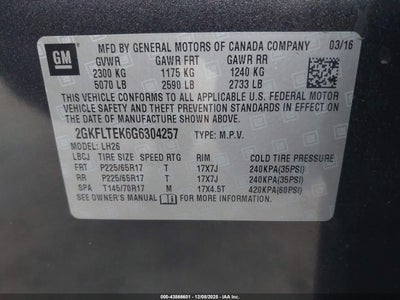 GM
MFD BY GENERAL MOTORS OF CANADA COMPANY 03/16
GVWR GAWR FRT GAWR RR
2300 KG 1175 KG 1240 KG
5070 LB 2590 LB 2733 LB
THIS VEHICLE CONFORMS TO ALL APPLICABLE U.S. FEDERAL MOTOR
VEHICLE SAFETY AND THEFT PREVENTION STANDARDS IN EFFECT
ON THE DATE OF MANUFACTURE SHOWN ABOVE.
2GKFLTEK6G6304257 TYPE: M.P.V.
MODEL: LH26
LBCJ TIRE SIZE SPEED RTG RIM COLD TIRE PRESSURE
FRT P225/65R17 T 17X7J 240KPA(35PSI)
RR P225/65R17 T 17X7J 240KPA(35PSI)
SPA T145/70R17 M 17X4.5T 420KPA(60PSI)
SEE OWNER'S MANUAL FOR MORE INFORMATION.
000-43868601 - 12/09/2025 - IAA Inc.